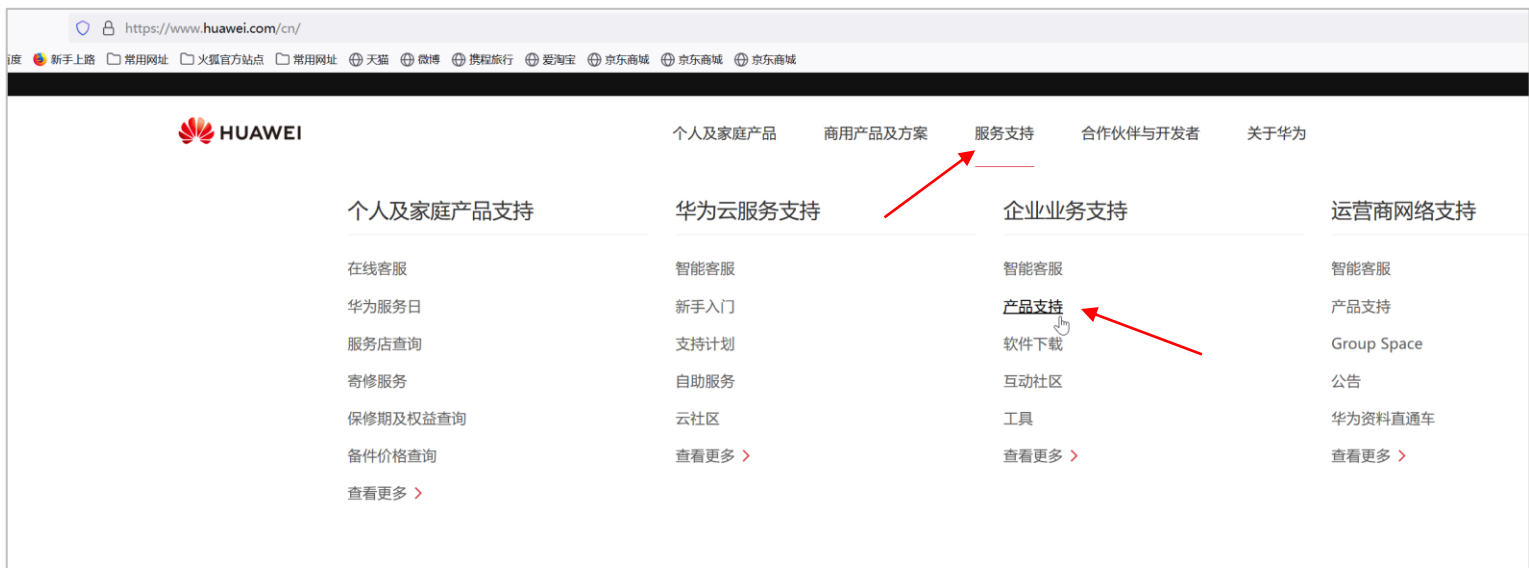 https://www.huawei.com/cn/
度 新手上路 常用网址 火狐官方站点 常用网址 天猫 微博 携程旅行 爱淘宝 京东商城 京东商城 京东商城
HUAWEI 个人及家庭产品 商用产品及方案 服务支持 合作伙伴与开发者 关于华为
个人及家庭产品支持 华为云服务支持 企业业务支持 运营商网络支持
在线客服 智能客服 智能客服 智能客服
华为服务日 新手入门 产品支持 产品支持
服务店查询 支持计划 软件下载 Group Space
寄修服务 自助服务 互动社区 公告
保修期及权益查询 云社区 工具 华为资料直通车
备件价格查询 查看更多 查看更多 查看更多
查看更多